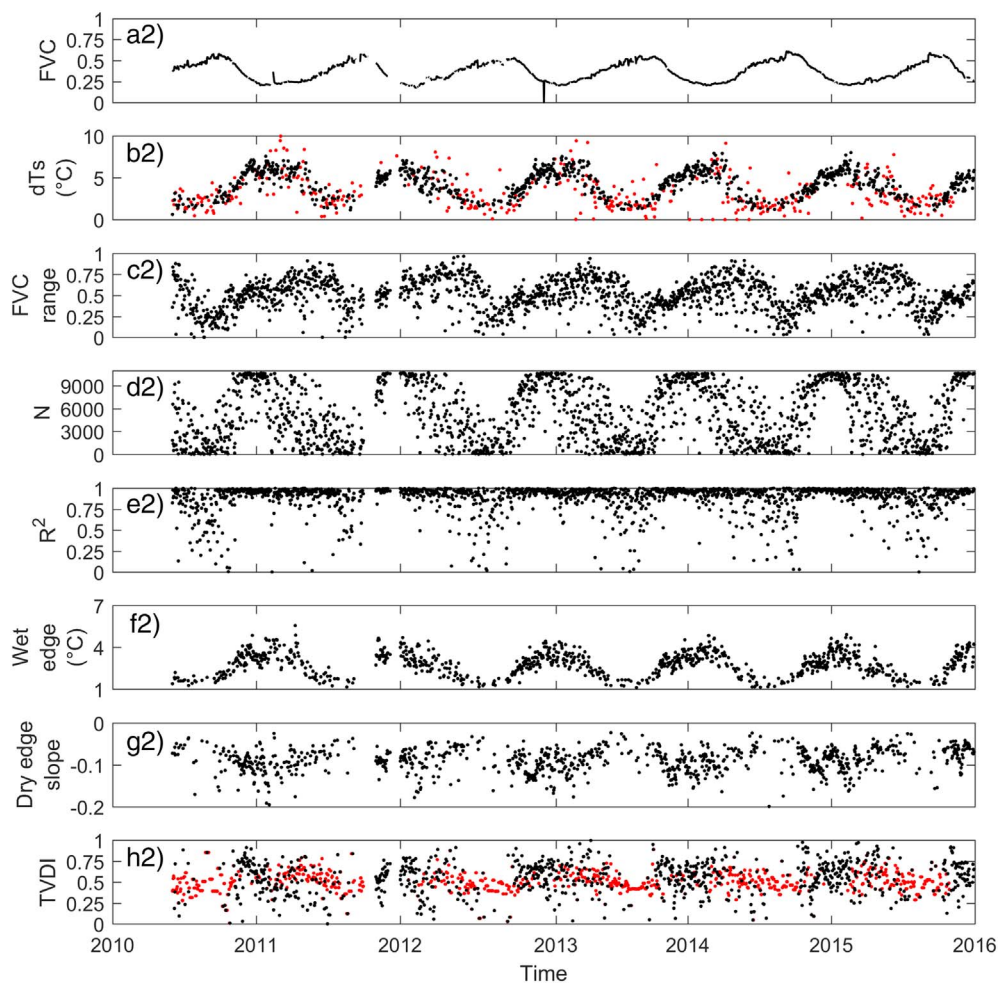 a2)
FVC
1
0.75
0.5
0.25
0
b2)
dTs
(°C)
10
5
0
c2)
FVC
range
1
0.75
0.5
0.25
0
d2)
N
9000
6000
3000
0
e2)
R²
1
0.75
0.5
0.25
0
f2)
Wet
edge
(°C)
7
4
1
g2)
Dry edge
slope
-0
-0.1
-0.2
h2)
TVDI
1
0.75
0.5
0.25
0
2010 2011 2012 2013 2014 2015 2016
Time